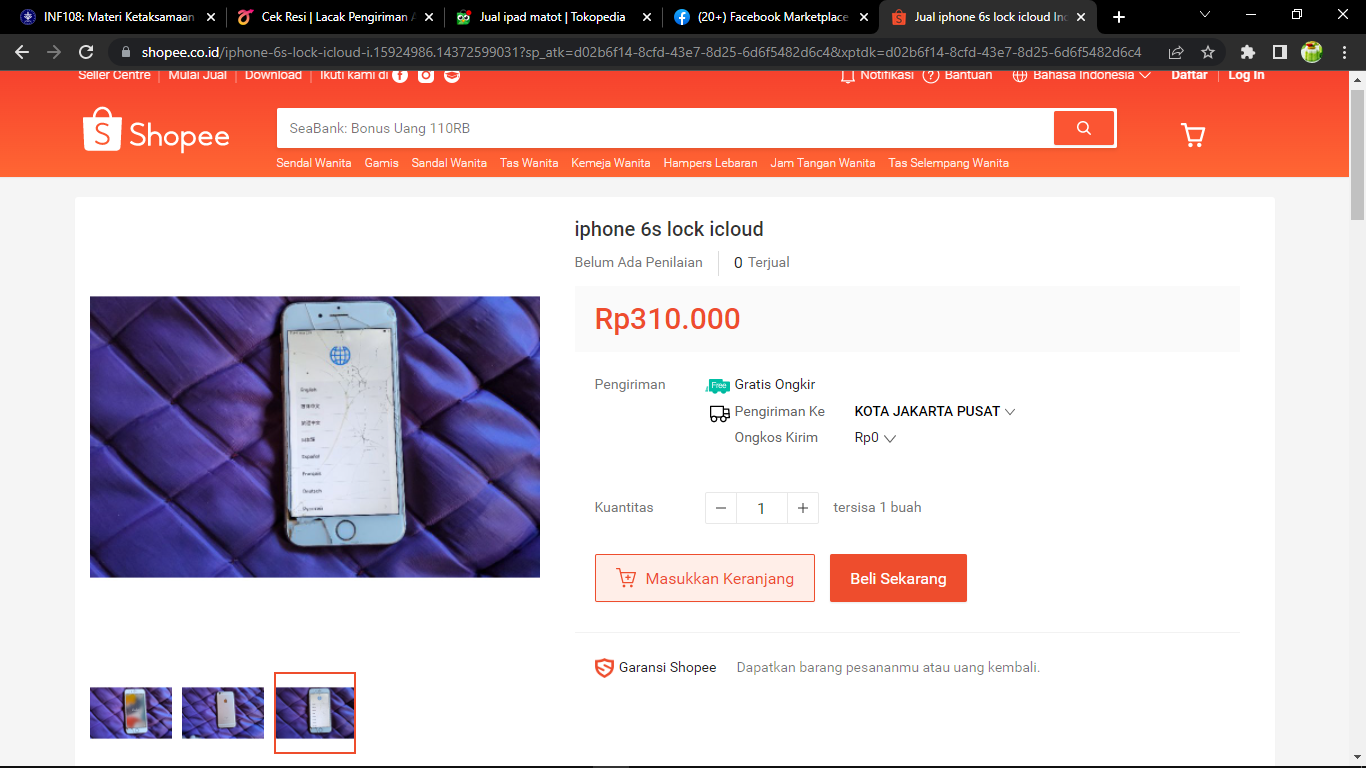 INF108: Materi Ketaksamaan
Cek Resi | Lacak Pengiriman A
Jual ipad matot | Tokopedia
(20+) Facebook Marketplace
Jual iphone 6s lock icloud Ind
shopee.co.id/iphone-6s-lock-icloud-i.15924986.14372599031?sp_atk=d02b6f14-8cfd-43e7-8d25-6d6f5482d6c4&xptdk=d02b6f14-8cfd-43e7-8d25-6d6f5482d6c4
Seller Centre | Mulai Jual | Download | Ikuti kami di
Notifikasi
Bantuan
Bahasa Indonesia
Daftar | Log In
Shopee
SeaBank: Bonus Uang 110RB
Sendal Wanita Gamis Sandal Wanita Tas Wanita Kemeja Wanita Hampers Lebaran Jam Tangan Wanita Tas Selempang Wanita
iphone 6s lock icloud
Belum Ada Penilaian
0 Terjual
Rp310.000
Pengiriman
Free Gratis Ongkir
Pengiriman Ke KOTA JAKARTA PUSAT
Ongkos Kirim Rp0
Kuantitas
1
tersisa 1 buah
Masukkan Keranjang
Beli Sekarang
Garansi Shopee Dapatkan barang pesananmu atau uang kembali.
English
Español
Français
Deutsch